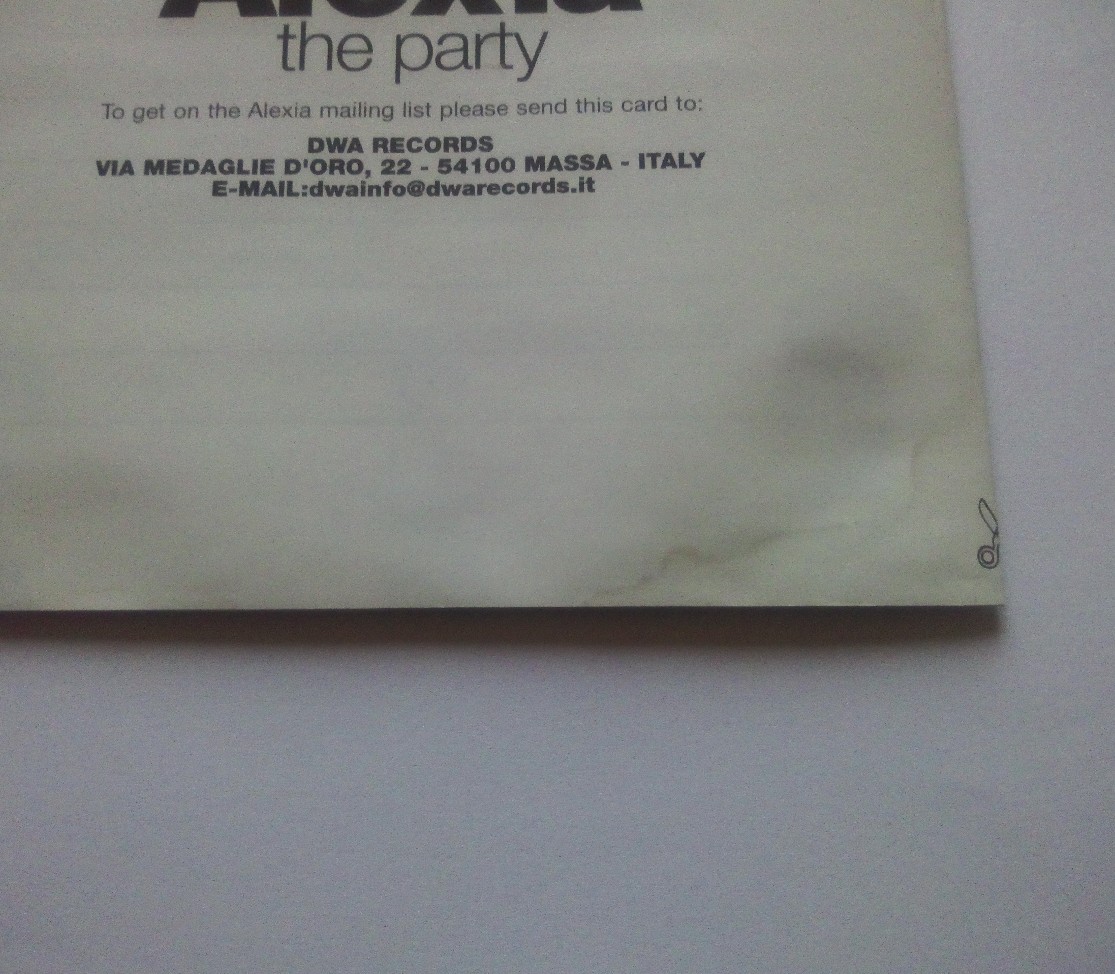 Alexia
the party
To get on the Alexia mailing list please send this card to:
DWA RECORDS
VIA MEDAGLIE D'ORO, 22 - 54100 MASSA - ITALY
E-MAIL:dwainfo@dwarecords.it